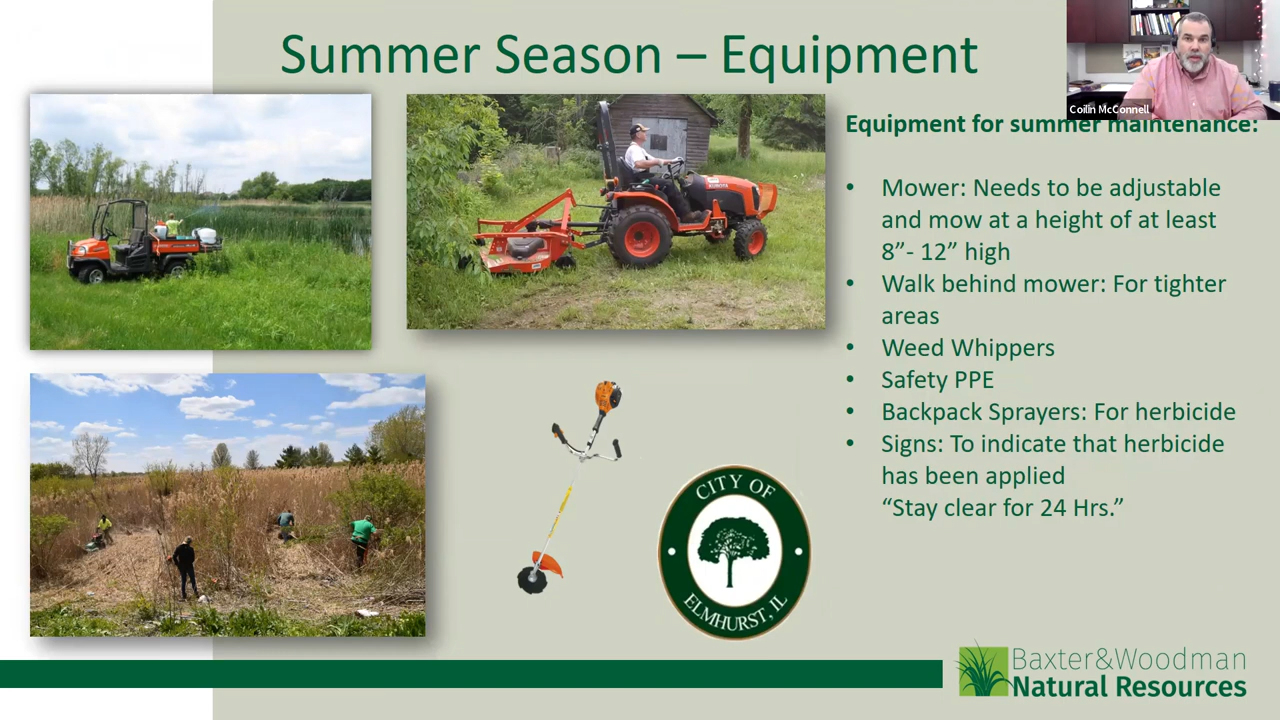 Summer Season – Equipment
Coilin McConnell
Equipment for summer maintenance:
• Mower: Needs to be adjustable
and mow at a height of at least
8”- 12” high
• Walk behind mower: For tighter
areas
• Weed Whippers
• Safety PPE
• Backpack Sprayers: For herbicide
• Signs: To indicate that herbicide
has been applied
“Stay clear for 24 Hrs.”
KUBOTA
CITY OF
ELMHURST, IL
Baxter&Woodman
Natural Resources